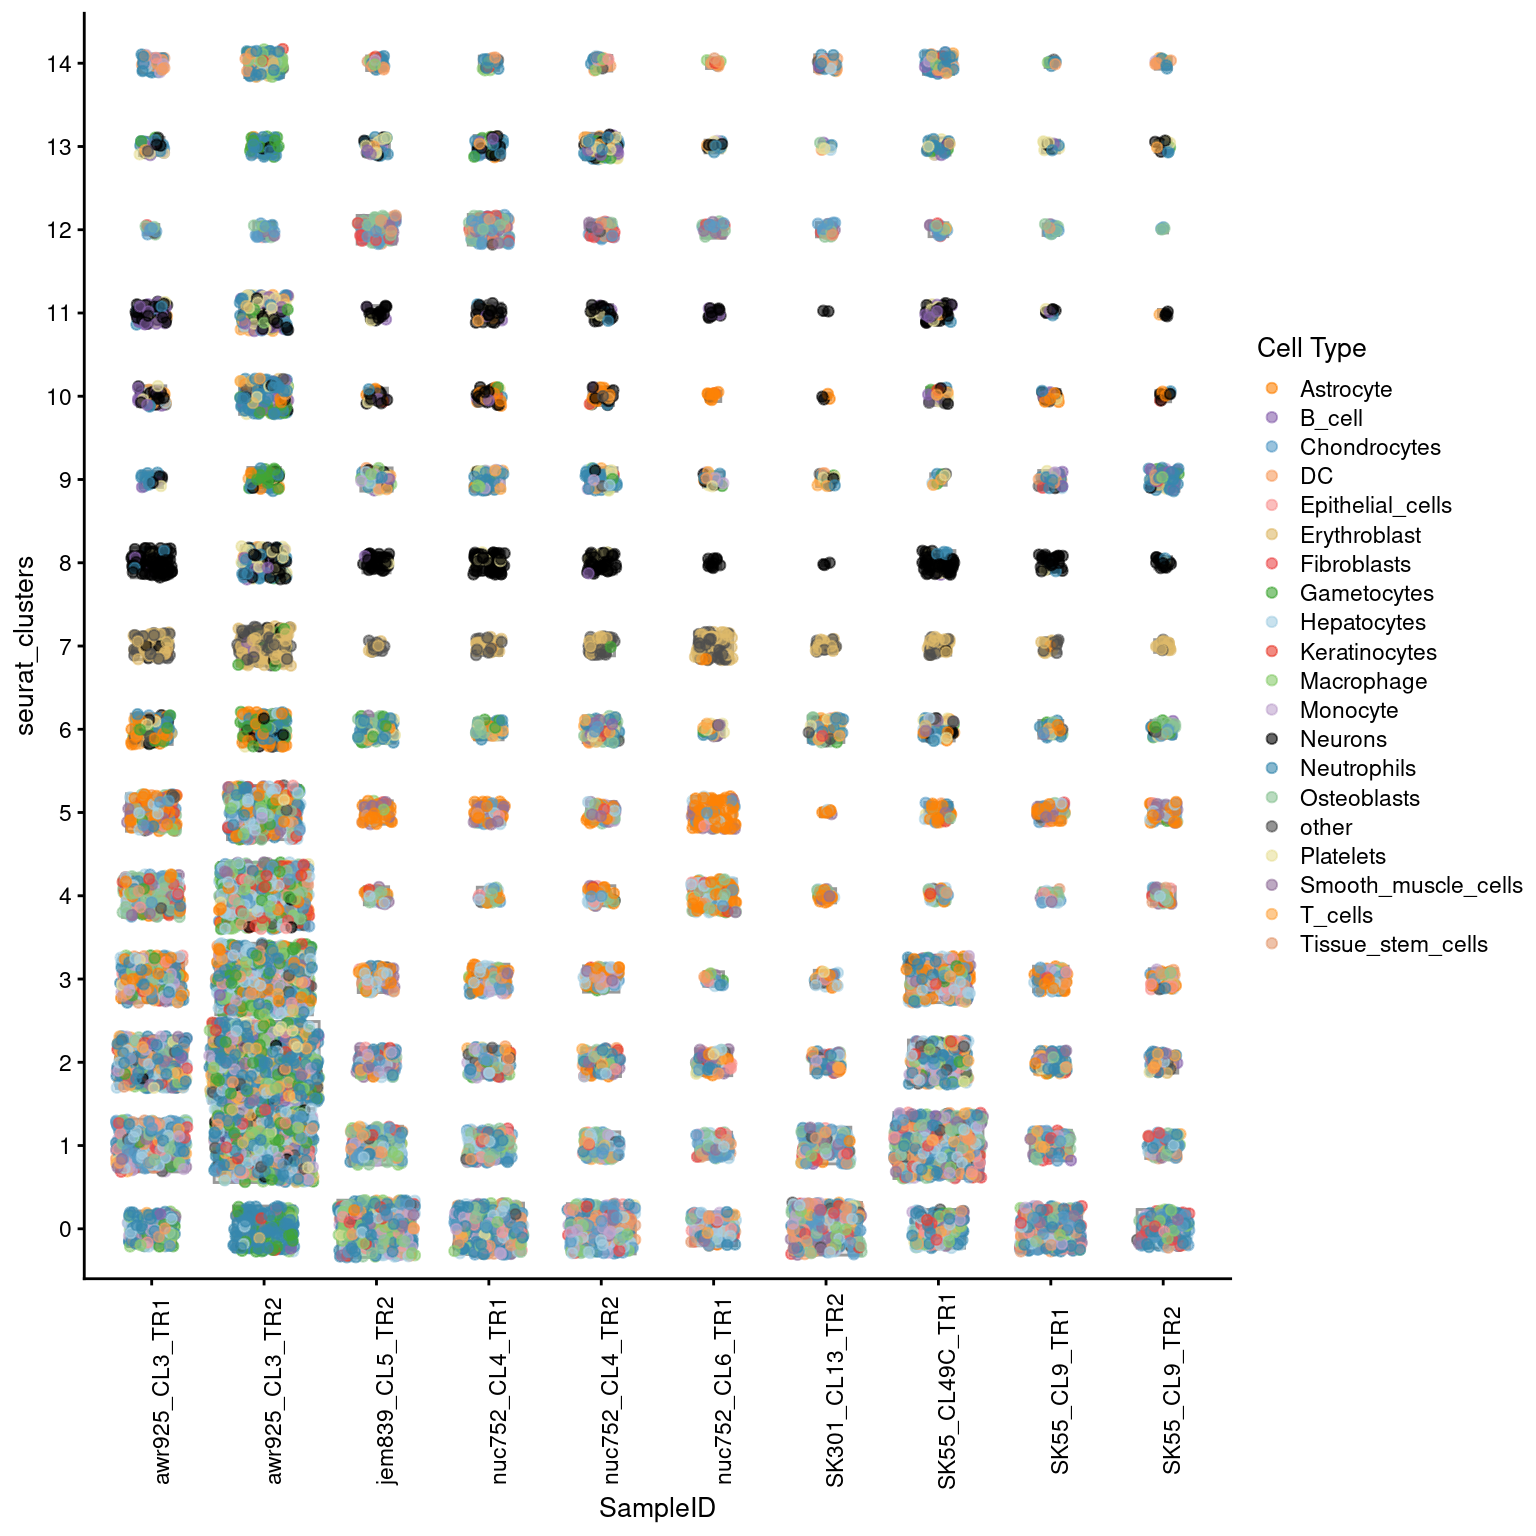 14
13
12
11
10
9
8
7
6
5
4
3
2
1
0
seurat_clusters
awr925_CL3_TR1
awr925_CL3_TR2
jem839_CL5_TR2
nuc752_CL4_TR1
nuc752_CL4_TR2
nuc752_CL6_TR1
SK301_CL13_TR2
SK55_CL49C_TR1
SK55_CL9_TR1
SK55_CL9_TR2
SampleID
Cell Type
Astrocyte
B_cell
Chondrocytes
DC
Epithelial_cells
Erythroblast
Fibroblasts
Gametocytes
Hepatocytes
Keratinocytes
Macrophage
Monocyte
Neurons
Neutrophils
Osteoblasts
other
Platelets
Smooth_muscle_cells
T_cells
Tissue_stem_cells